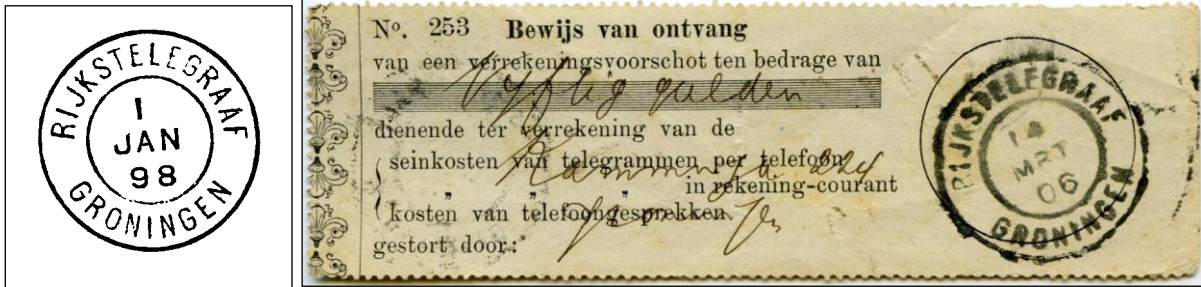 RIJKSTELEGRAAF
1
JAN
98
GRONINGEN
No. 253 Bewijs van ontvang
van een verrekeningsvoorschot ten bedrage van
Vyftig gulden
dienende ter verrekening van de
seinkosten van telegrammen per telefoon
„ „ in rekening-courant
kosten van telefoongesprekken
gestort door:
RIJKSTELEGRAAF
14
MRT
06
GRONINGEN